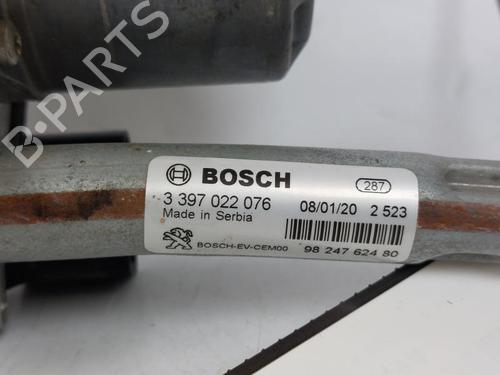 BOSCH
287
3 397 022 076
08/01/20 2 523
Made in Serbia
BOSCH-EV-CEM00
98 247 624 80